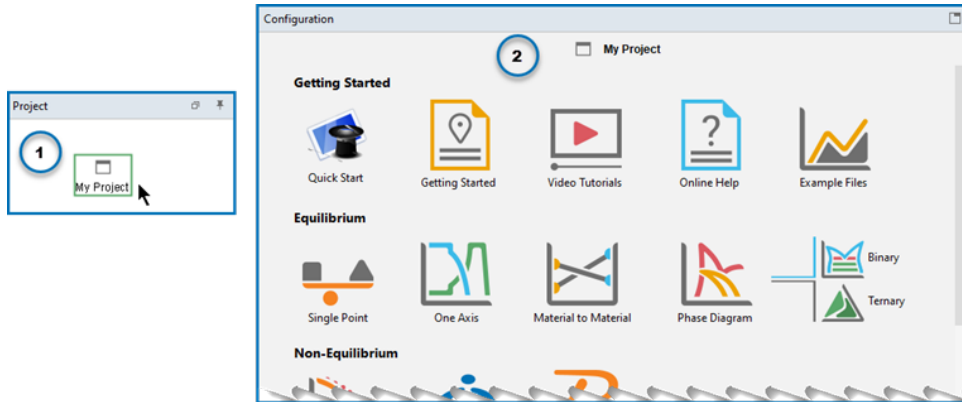 Project
1
My Project
Configuration
2
My Project
Getting Started
?
Quick Start
Getting Started
Video Tutorials
Online Help
Example Files
Equilibrium
Binary
Ternary
Single Point
One Axis
Material to Material
Phase Diagram
Non-Equilibrium